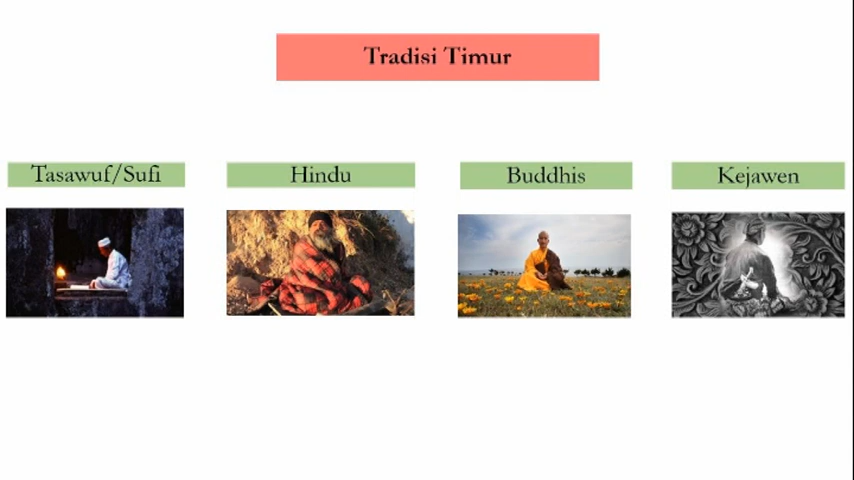 Tradisi Timur
Tasawuf/Sufi
Hindu
Buddhis
Kejawen